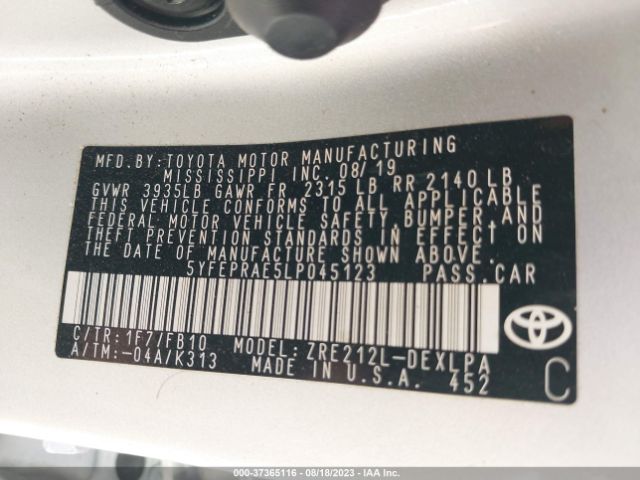 MFD. BY: TOYOTA MOTOR MANUFACTURING
MISSISSIPPI INC. 08/19
GVWR 3935LB GAWR FR 2315 LB RR 2140 LB
THIS VEHICLE CONFORMS TO ALL APPLICABLE
FEDERAL MOTOR VEHICLE SAFETY, BUMPER, AND
THEFT PREVENTION STANDARDS IN EFFECT ON
THE DATE OF MANUFACTURE SHOWN ABOVE.
5YFEPRAE5LP045123 PASS. CAR
C/TR: 1F7/FB10 MODEL: ZRE212L-DEXLPA
A/TM: -04A/K313 MADE IN U.S.A. 452
TOYOTA
C
000-37365116 - 08/18/2023 - IAA Inc.